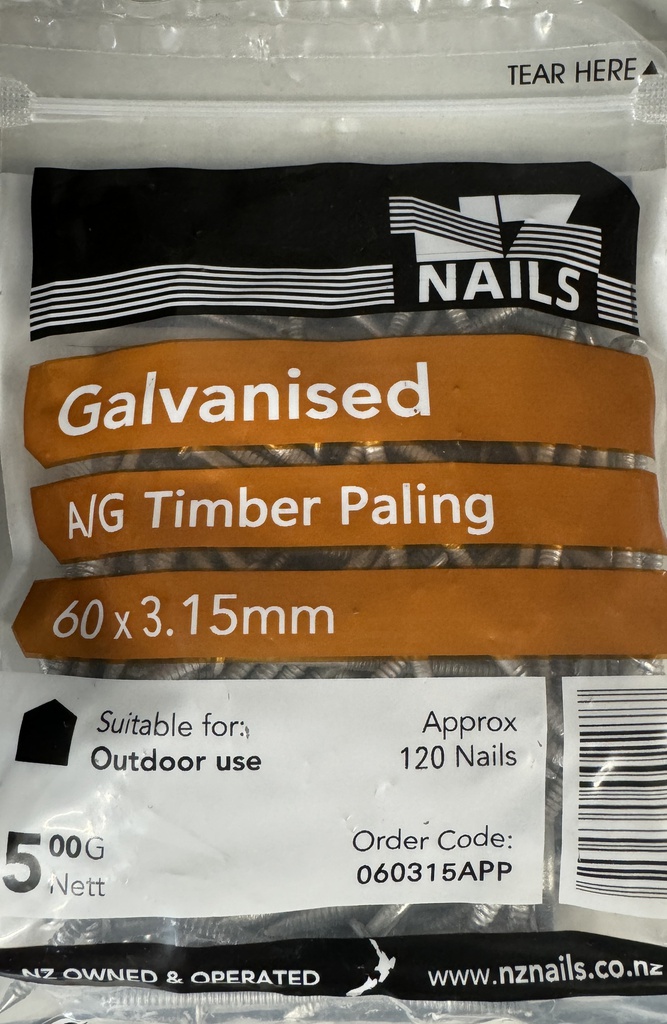 TEAR HERE
NZ
NAILS
Galvanised
A/G Timber Paling
60 x 3.15mm
Suitable for:
Outdoor use
Approx
120 Nails
500G
Nett
Order Code:
060315APP
NZ OWNED & OPERATED
www.nznails.co.nz